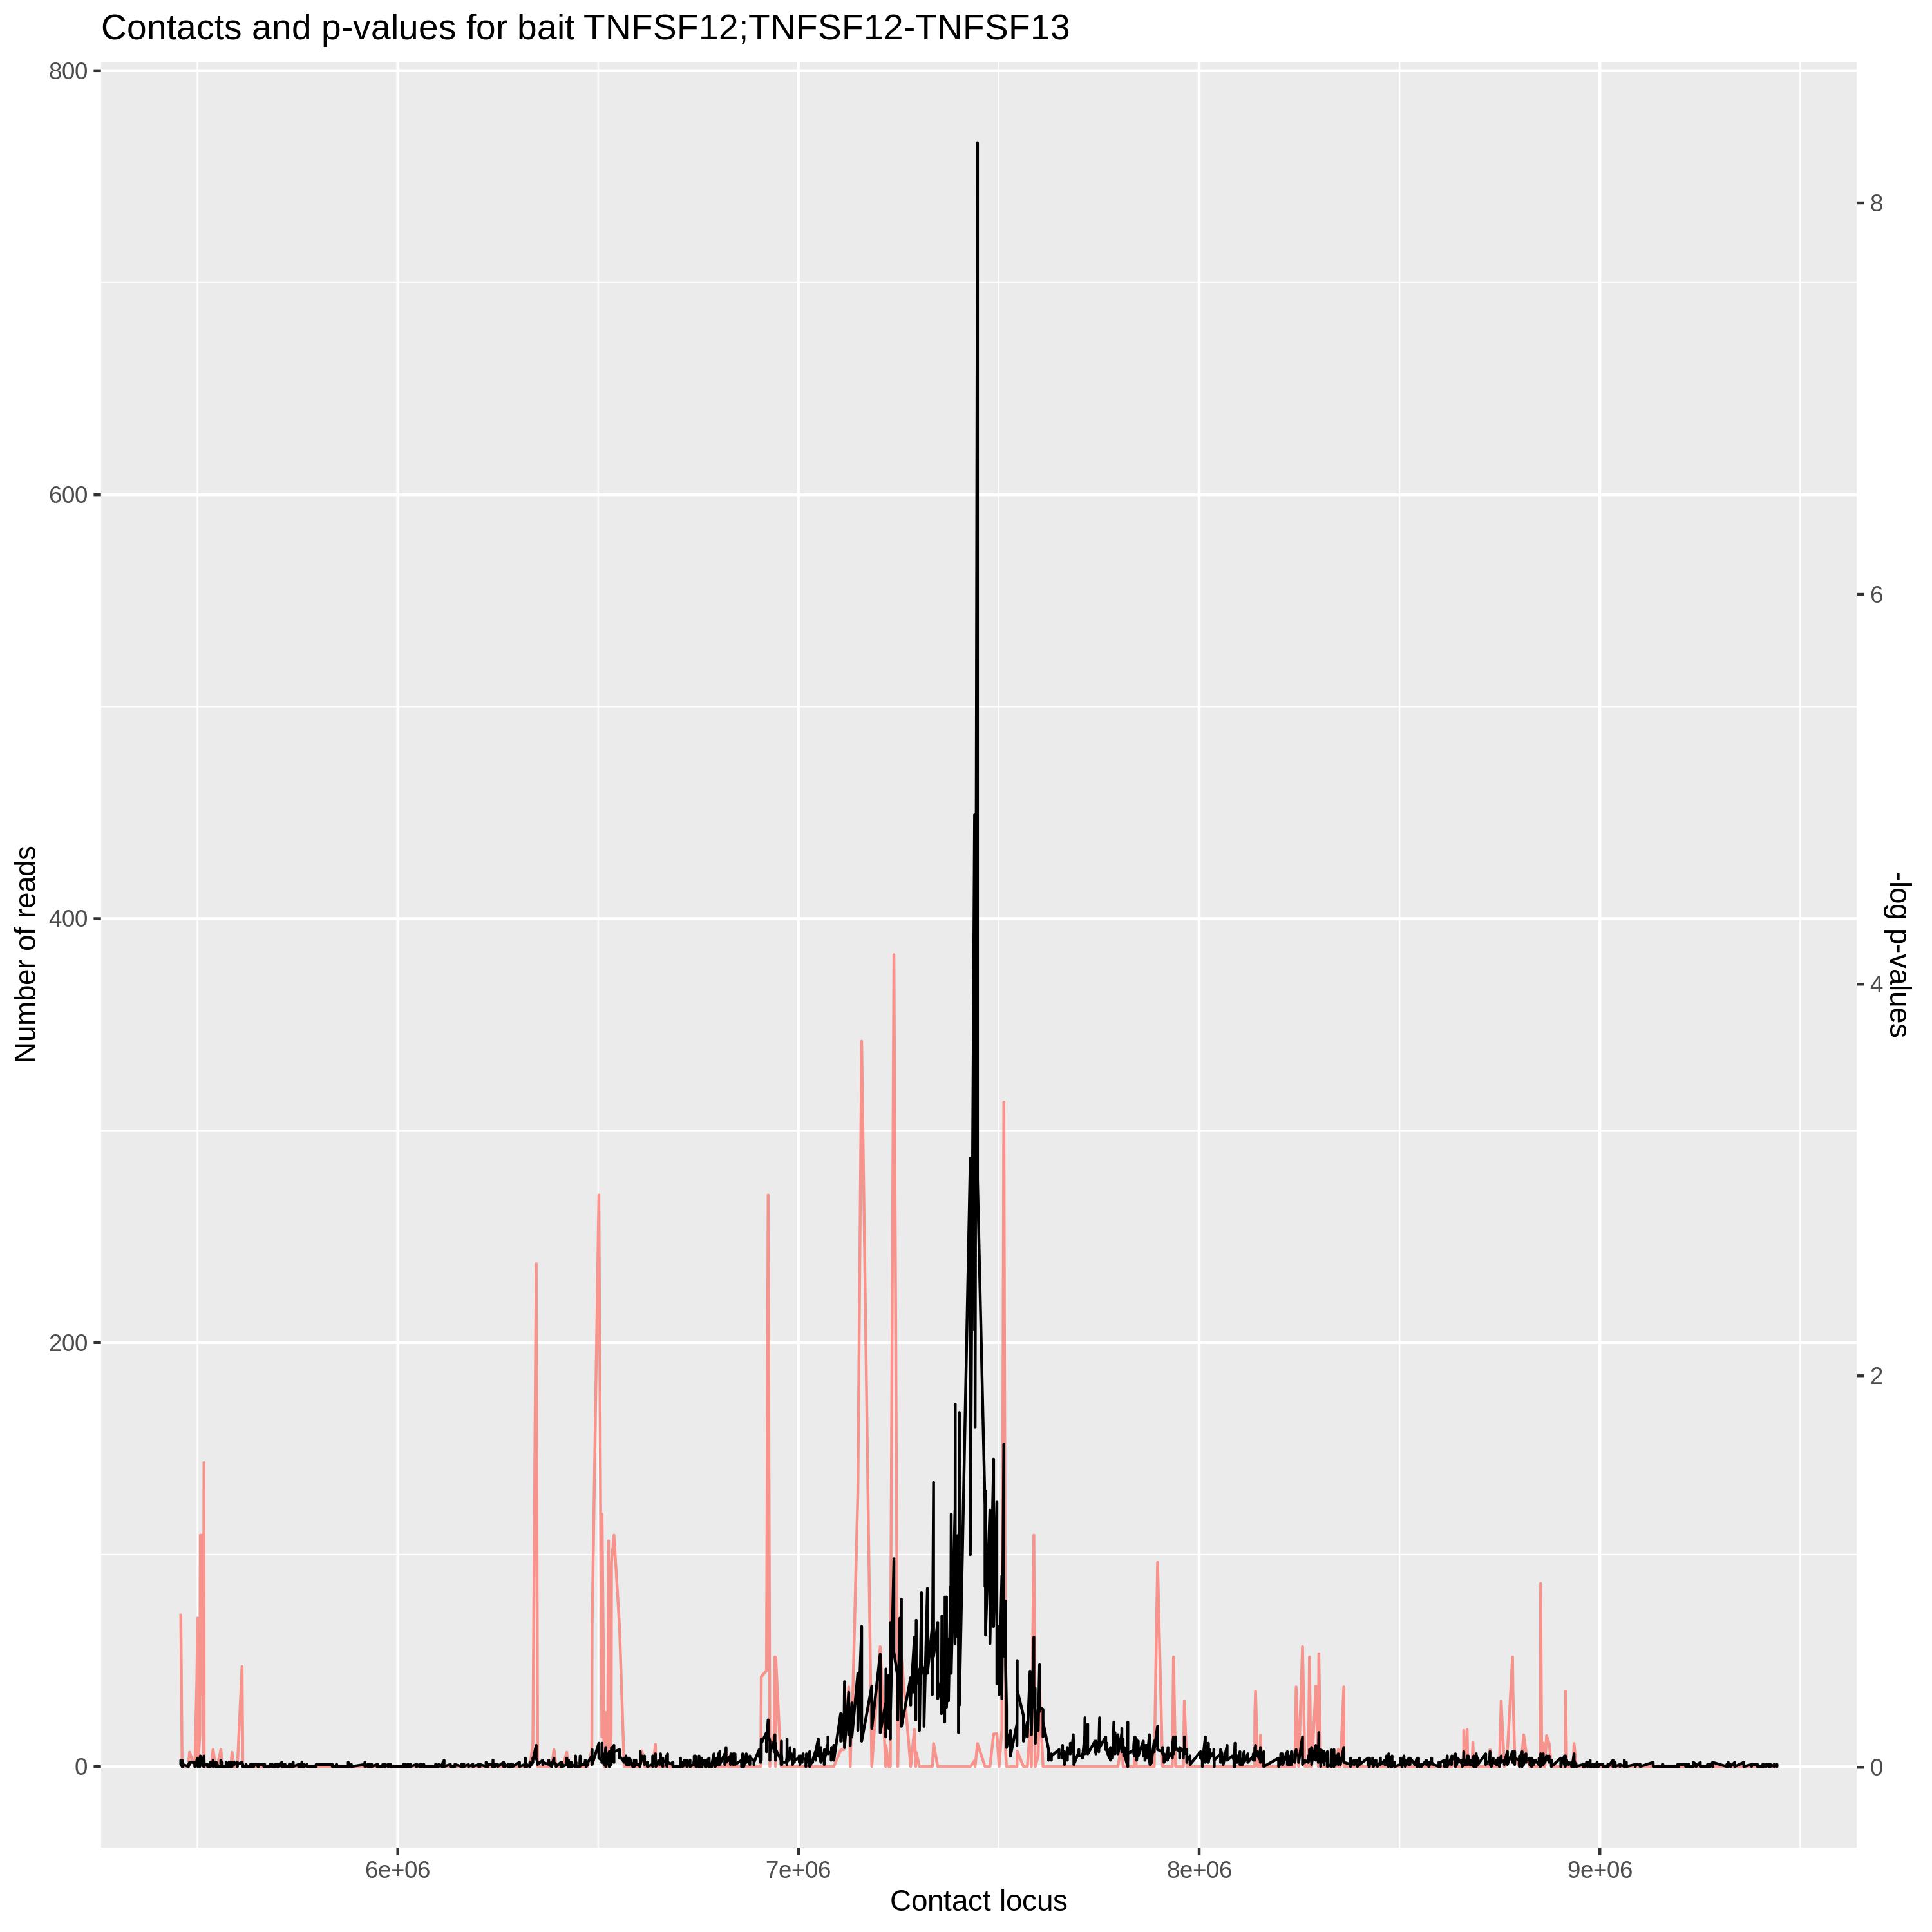 Contacts and p-values for bait TNFSF12;TNFSF12-TNFSF13
800
600
400
200
0
8
6
4
2
0
Number of reads
-log p-values
6e+06
7e+06
8e+06
9e+06
Contact locus